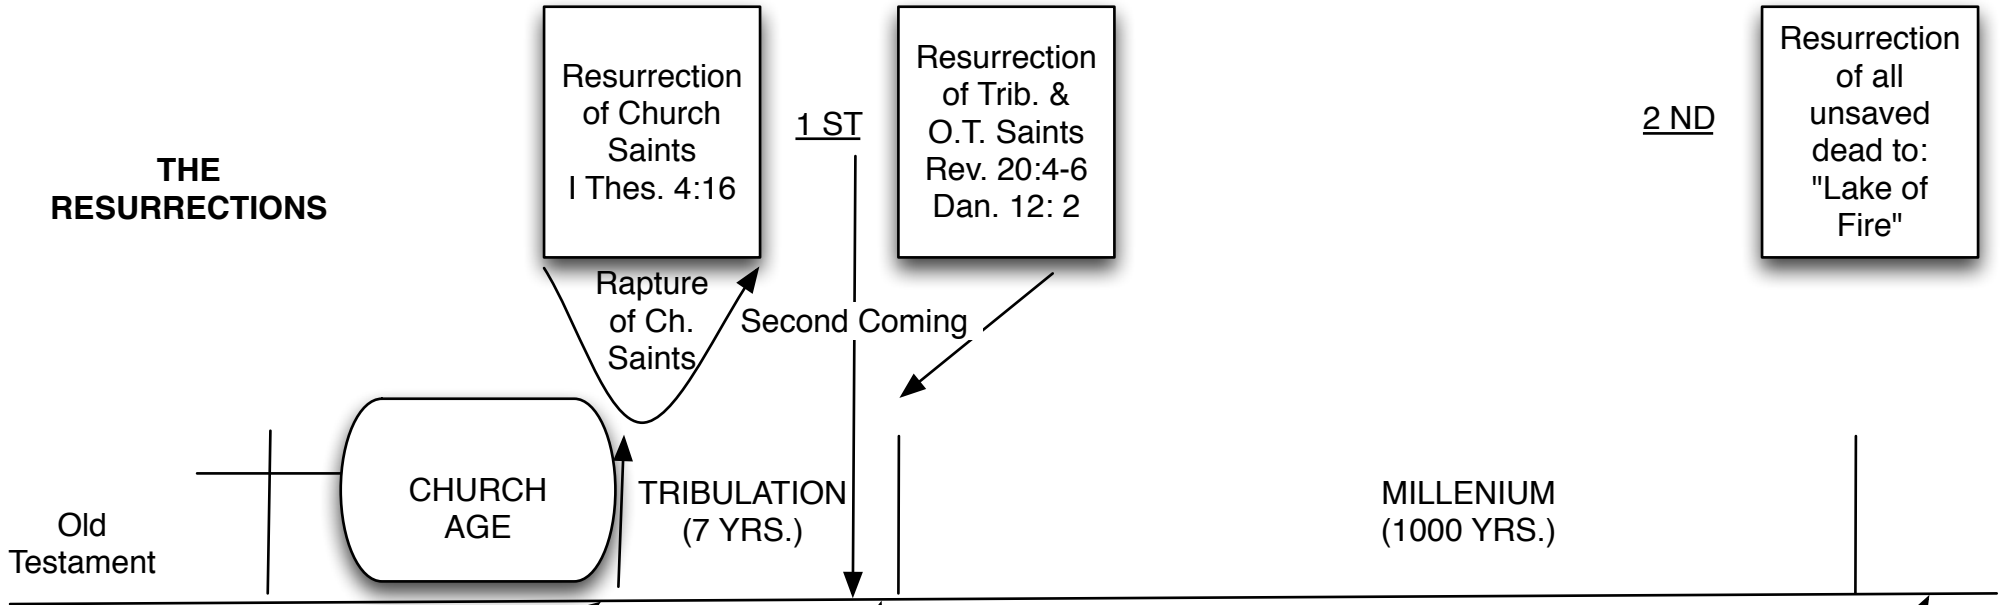 THE
RESURRECTIONS
Resurrection
of Church
Saints
I Thes. 4:16
1 ST
Resurrection
of Trib. &
O.T. Saints
Rev. 20:4-6
Dan. 12: 2
2 ND
Resurrection
of all
unsaved
dead to:
"Lake of
Fire"
Rapture
of Ch.
Saints
Second Coming
Old
Testament
CHURCH
AGE
TRIBULATION
(7 YRS.)
MILLENIUM
(1000 YRS.)